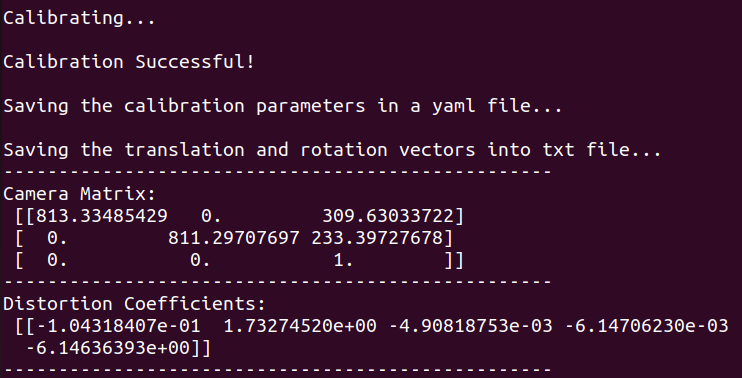 Calibrating...
Calibration Successful!
Saving the calibration parameters in a yaml file...
Saving the translation and rotation vectors into txt file...
--------------------------------------------------
Camera Matrix:
 [[813.33485429   0.         309.63033722]
 [  0.         811.29707697 233.39727678]
 [  0.           0.           1.        ]]
--------------------------------------------------
Distortion Coefficients:
 [[-1.04318407e-01  1.73274520e+00 -4.90818753e-03 -6.14706230e-03
  -6.14636393e+00]]
--------------------------------------------------